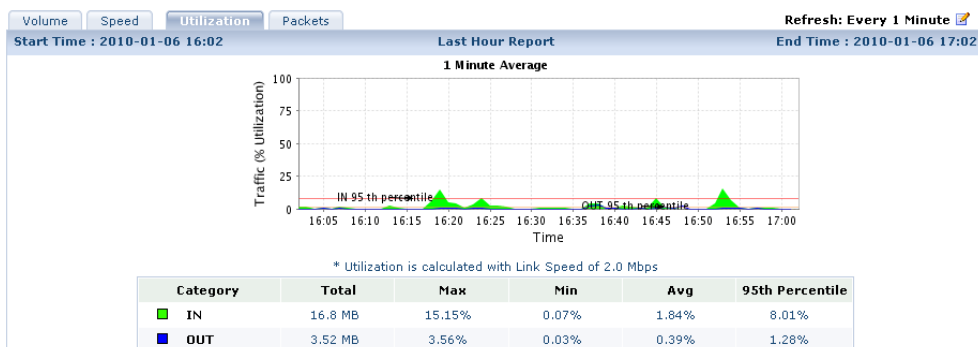 Volume Speed Utilization Packets Refresh: Every 1 Minute
Start Time : 2010-01-06 16:02 Last Hour Report End Time : 2010-01-06 17:02
1 Minute Average
Traffic (% Utilization)
100
75
50
25
0
IN 95 th percentile
OUT 95 th percentile
16:05 16:10 16:15 16:20 16:25 16:30 16:35 16:40 16:45 16:50 16:55 17:00
Time
* Utilization is calculated with Link Speed of 2.0 Mbps
Category Total Max Min Avg 95th Percentile
IN 16.8 MB 15.15% 0.07% 1.84% 8.01%
OUT 3.52 MB 3.56% 0.03% 0.39% 1.28%